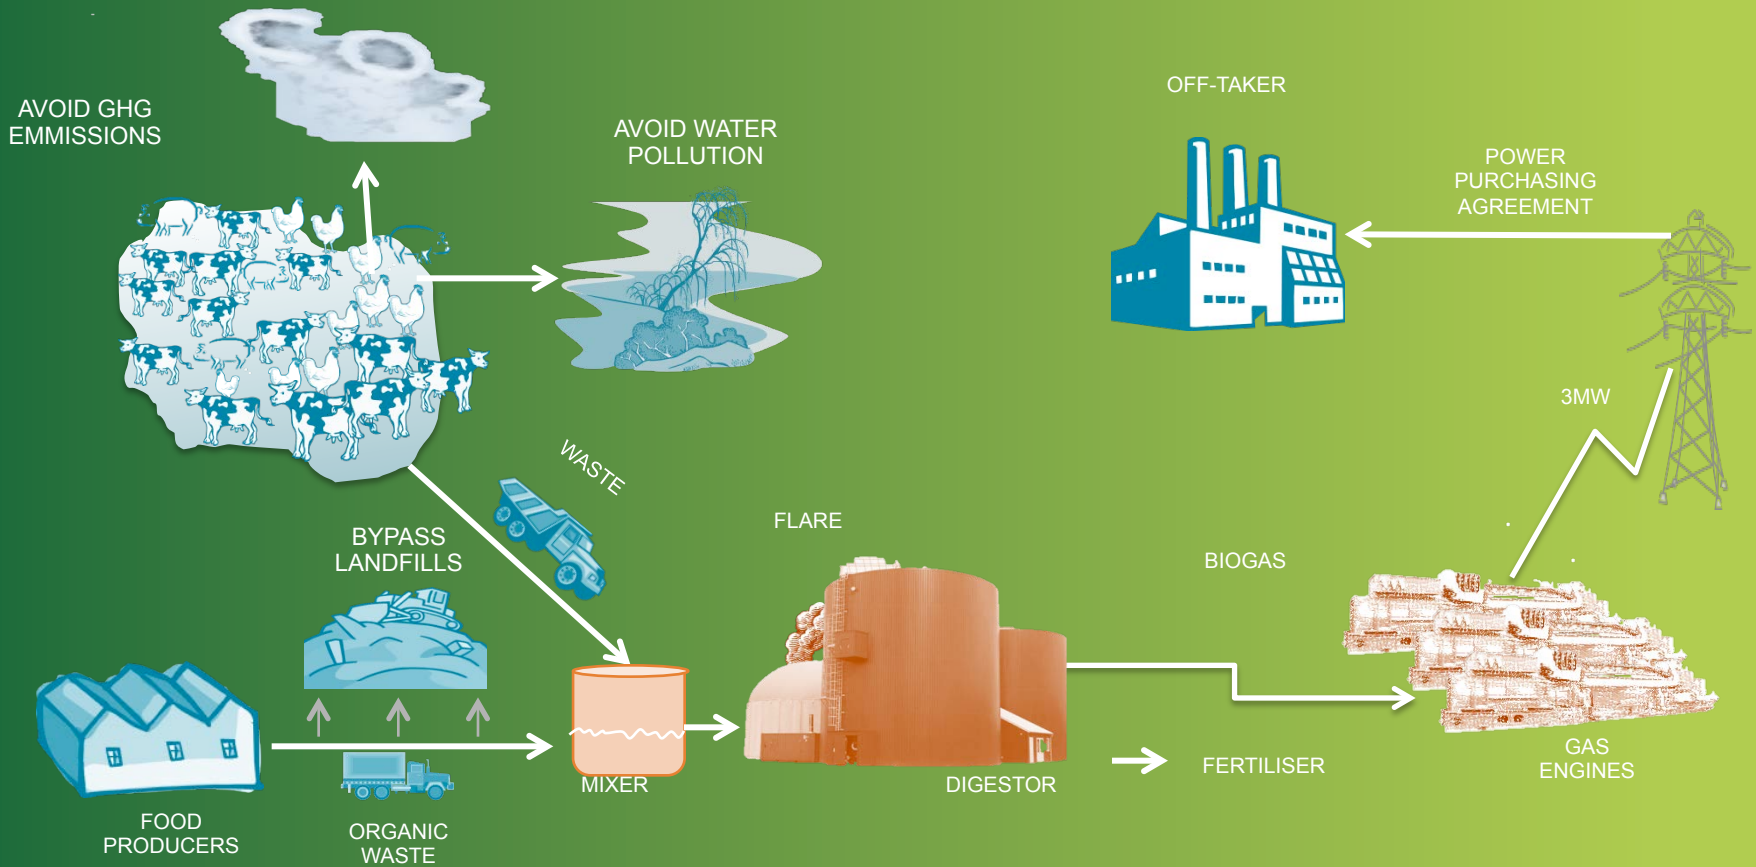 AVOID GHG
EMMISSIONS
AVOID WATER
POLLUTION
OFF-TAKER
POWER
PURCHASING
AGREEMENT
3MW
WASTE
BYPASS
LANDFILLS
FLARE
BIOGAS
MIXER
DIGESTOR
FERTILISER
GAS
ENGINES
FOOD
PRODUCERS
ORGANIC
WASTE